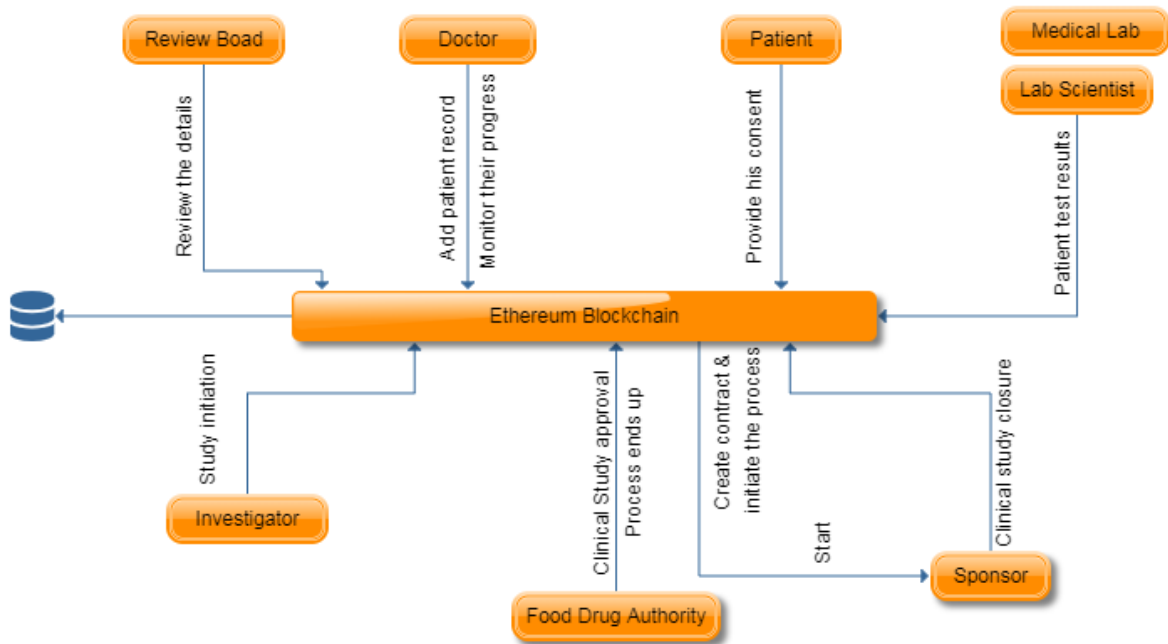 Review Boad
Doctor
Patient
Medical Lab
Lab Scientist
Review the details
Add patient record
Monitor their progress
Provide his consent
Patient test results
Ethereum Blockchain
Study initiation
Clinical Study approval
Process ends up
Create contract &
initiate the process
Start
Clinical study closure
Investigator
Food Drug Authority
Sponsor